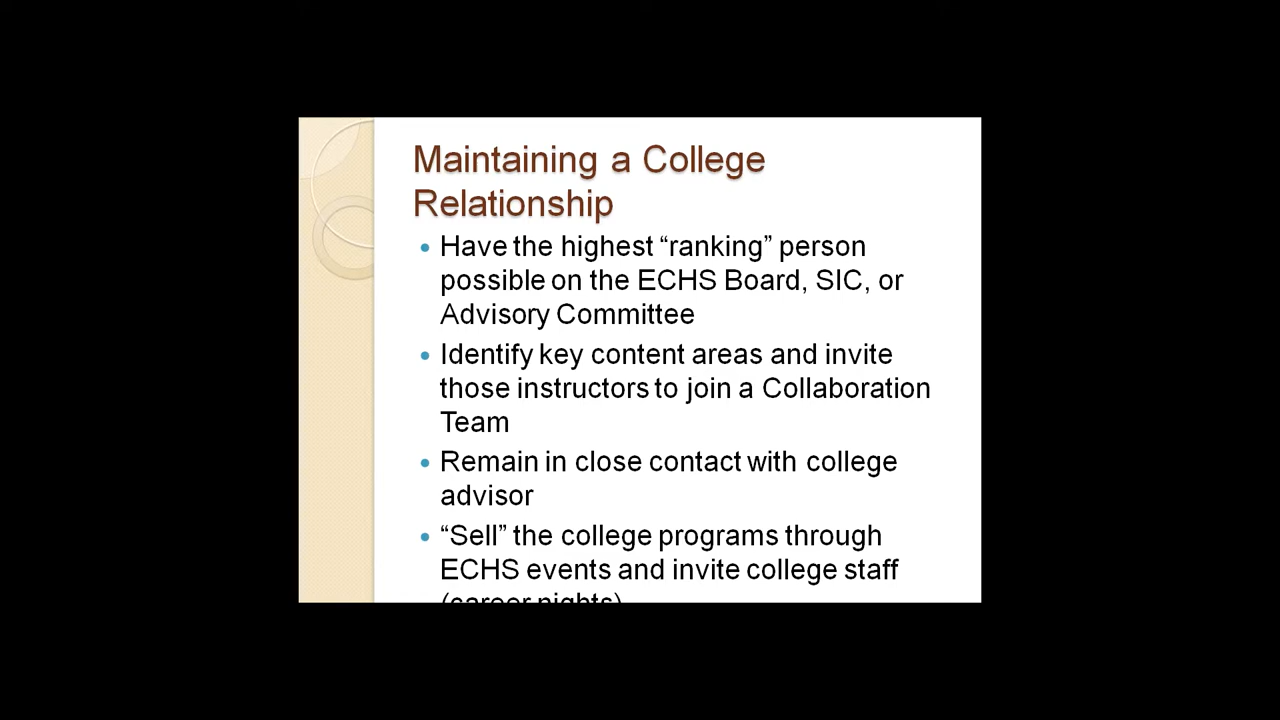 Maintaining a College
Relationship
• Have the highest “ranking” person
possible on the ECHS Board, SIC, or
Advisory Committee
• Identify key content areas and invite
those instructors to join a Collaboration
Team
• Remain in close contact with college
advisor
• “Sell” the college programs through
ECHS events and invite college staff
(career nights)